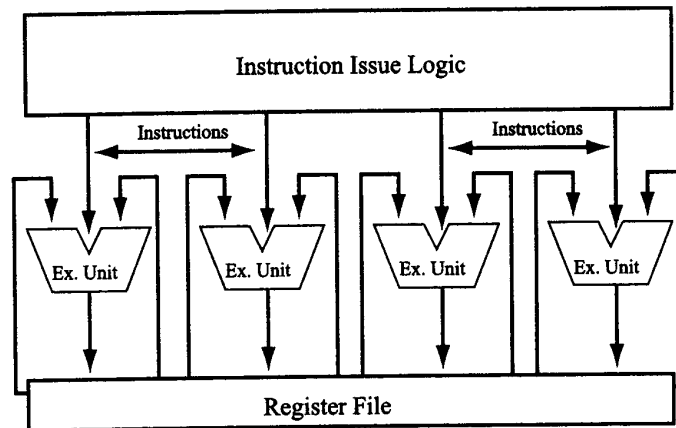 Instruction Issue Logic
Instructions
Instructions
Ex. Unit
Ex. Unit
Ex. Unit
Ex. Unit
Register File